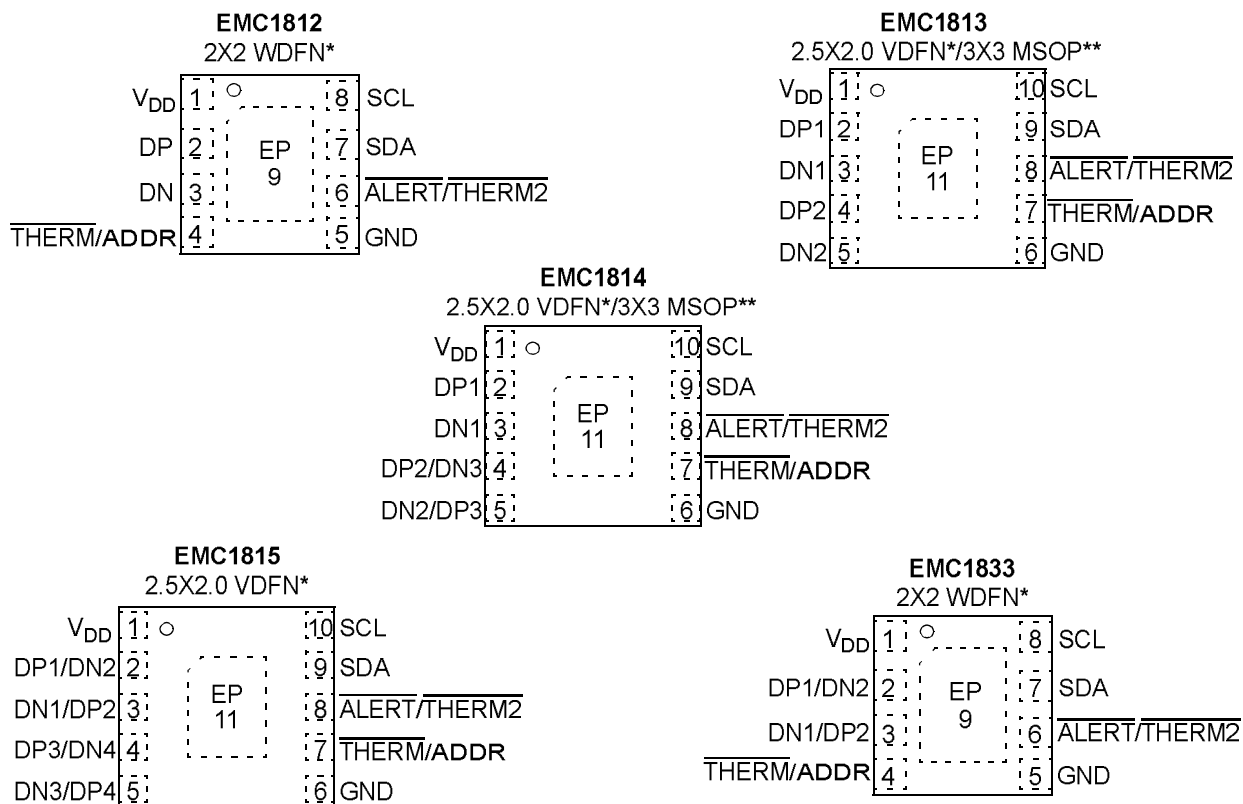 EMC1812
2X2 WDFN*
VDD 1 8 SCL
DP 2 EP 7 SDA
9
DN 3 6 ALERT/THERM2
THERM/ADDR 4 5 GND
EMC1813
2.5X2.0 VDFN*/3X3 MSOP**
VDD 1 10 SCL
DP1 2 9 SDA
EP
DN1 3 11 8 ALERT/THERM2
DP2 4 7 THERM/ADDR
DN2 5 6 GND
EMC1814
2.5X2.0 VDFN*/3X3 MSOP**
VDD 1 10 SCL
DP1 2 9 SDA
EP
DN1 3 11 8 ALERT/THERM2
DP2/DN3 4 7 THERM/ADDR
DN2/DP3 5 6 GND
EMC1815
2.5X2.0 VDFN*
VDD 1 10 SCL
DP1/DN2 2 9 SDA
EP
DN1/DP2 3 11 8 ALERT/THERM2
DP3/DN4 4 7 THERM/ADDR
DN3/DP4 5 6 GND
EMC1833
2X2 WDFN*
VDD 1 8 SCL
DP1/DN2 2 EP 7 SDA
9
DN1/DP2 3 6 ALERT/THERM2
THERM/ADDR 4 5 GND